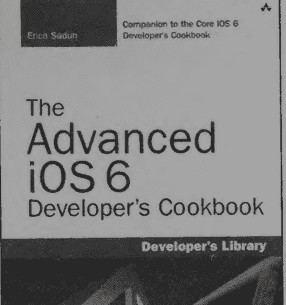 Companion to the Core iOS 6
Erica Sadun Developer's Cookbook
The
Advanced
iOS 6
Developer's Cookbook
Developer's Library